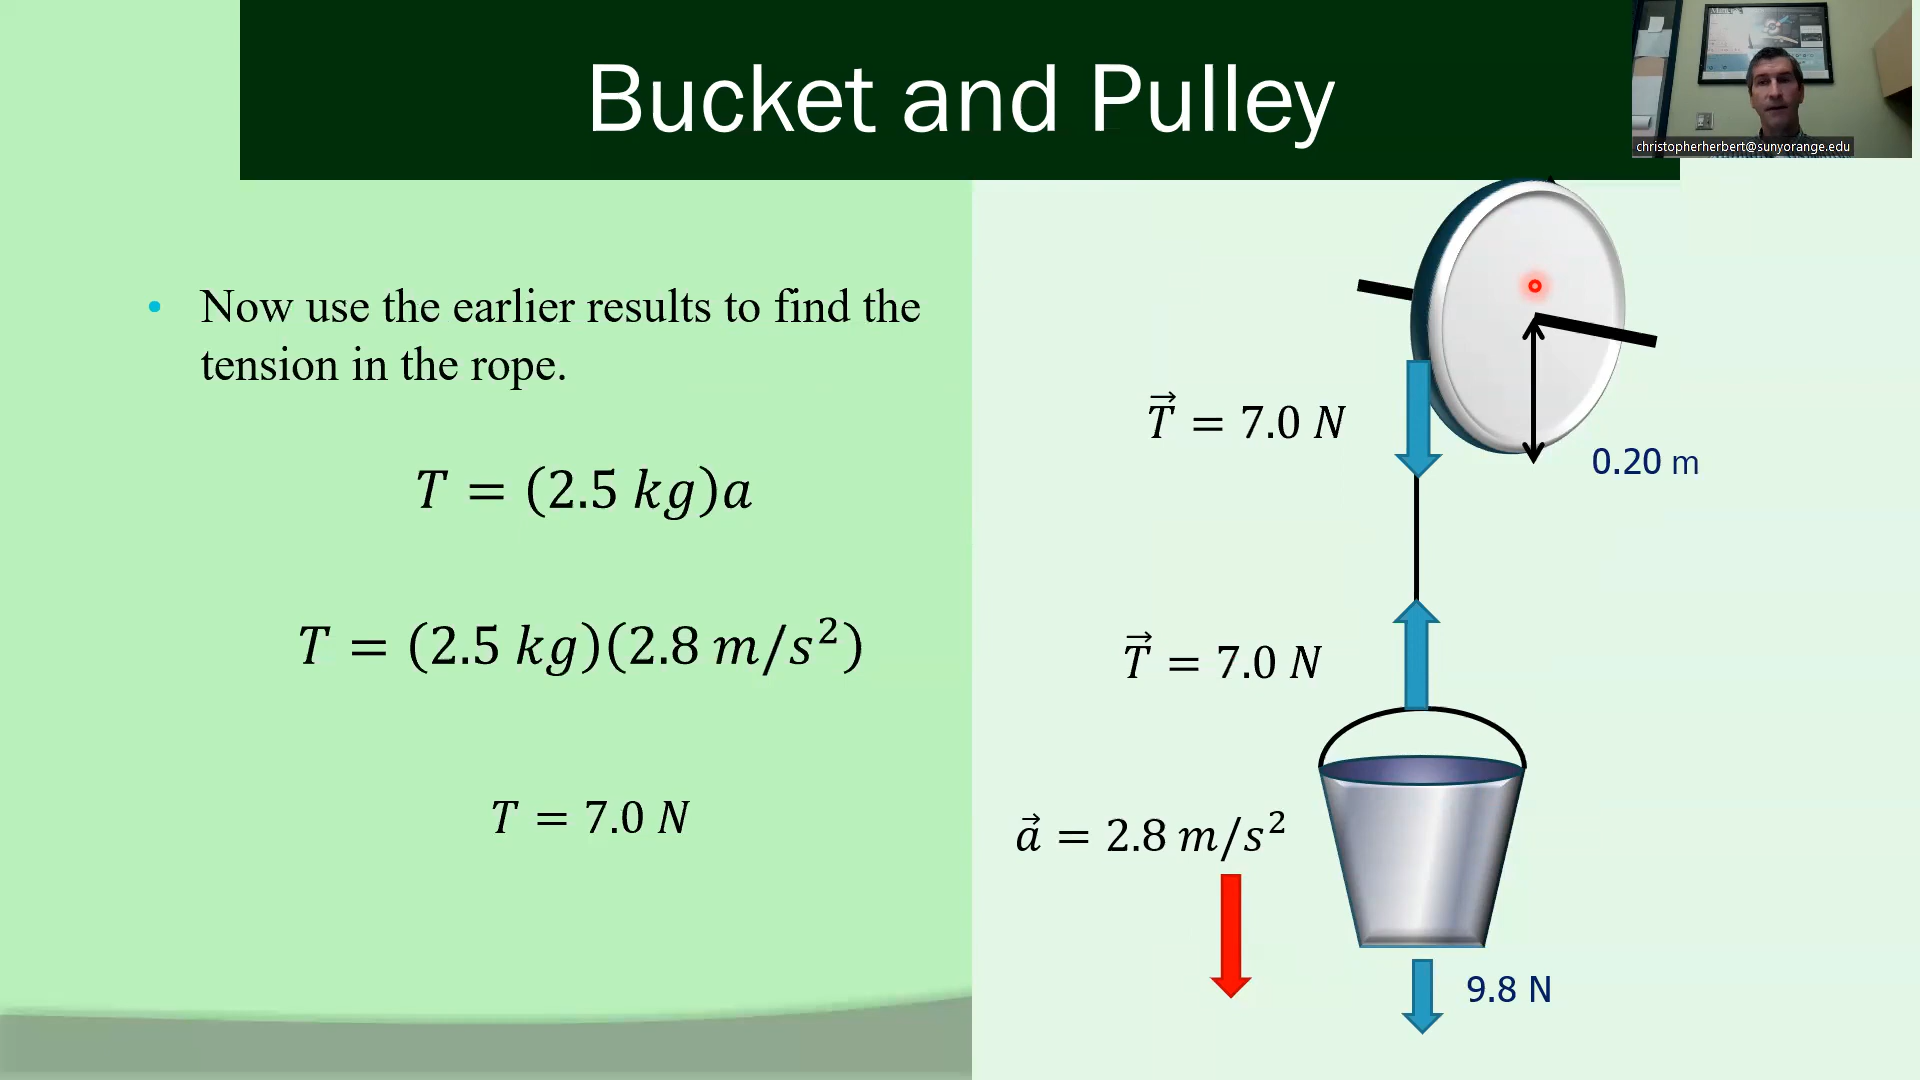 Bucket and Pulley
christopherherbert@sunyorange.edu
• Now use the earlier results to find the
tension in the rope.
T = (2.5 kg)a
T = (2.5 kg)(2.8 m/s²)
T = 7.0 N
T⃗ = 7.0 N
0.20 m
T⃗ = 7.0 N
a⃗ = 2.8 m/s²
9.8 N